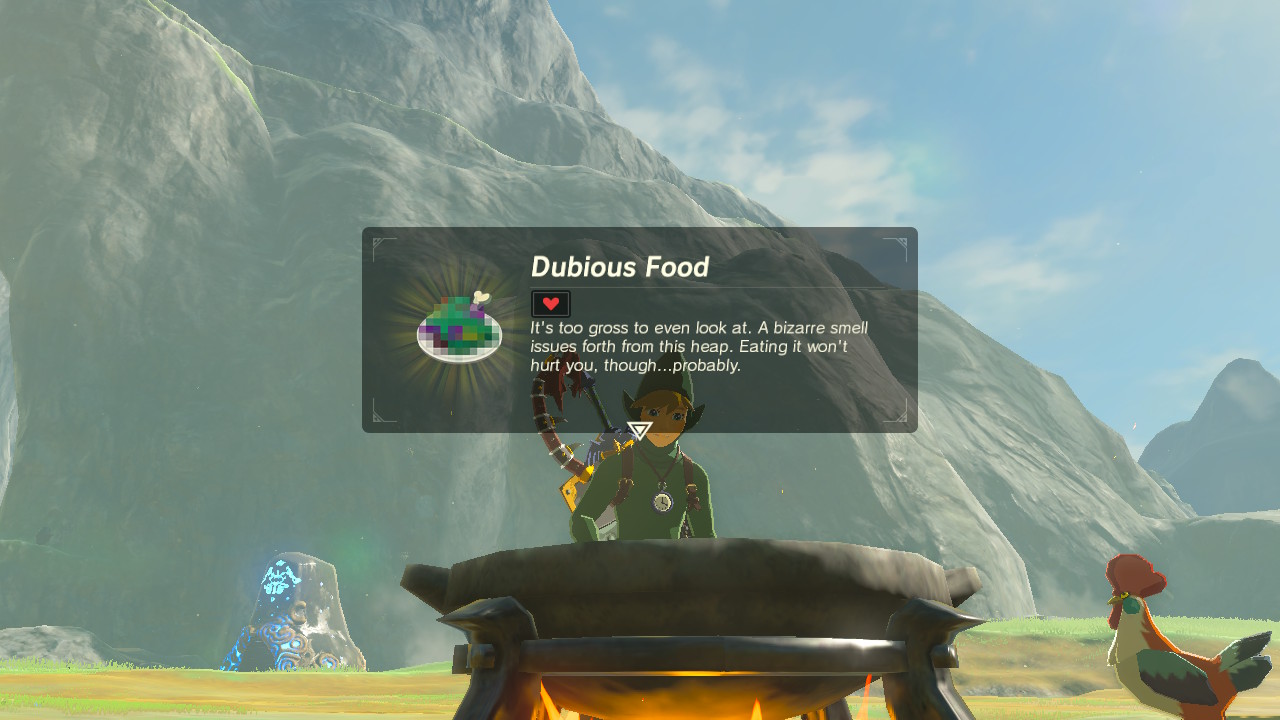 Dubious Food
It's too gross to even look at. A bizarre smell
issues forth from this heap. Eating it won't
hurt you, though...probably.